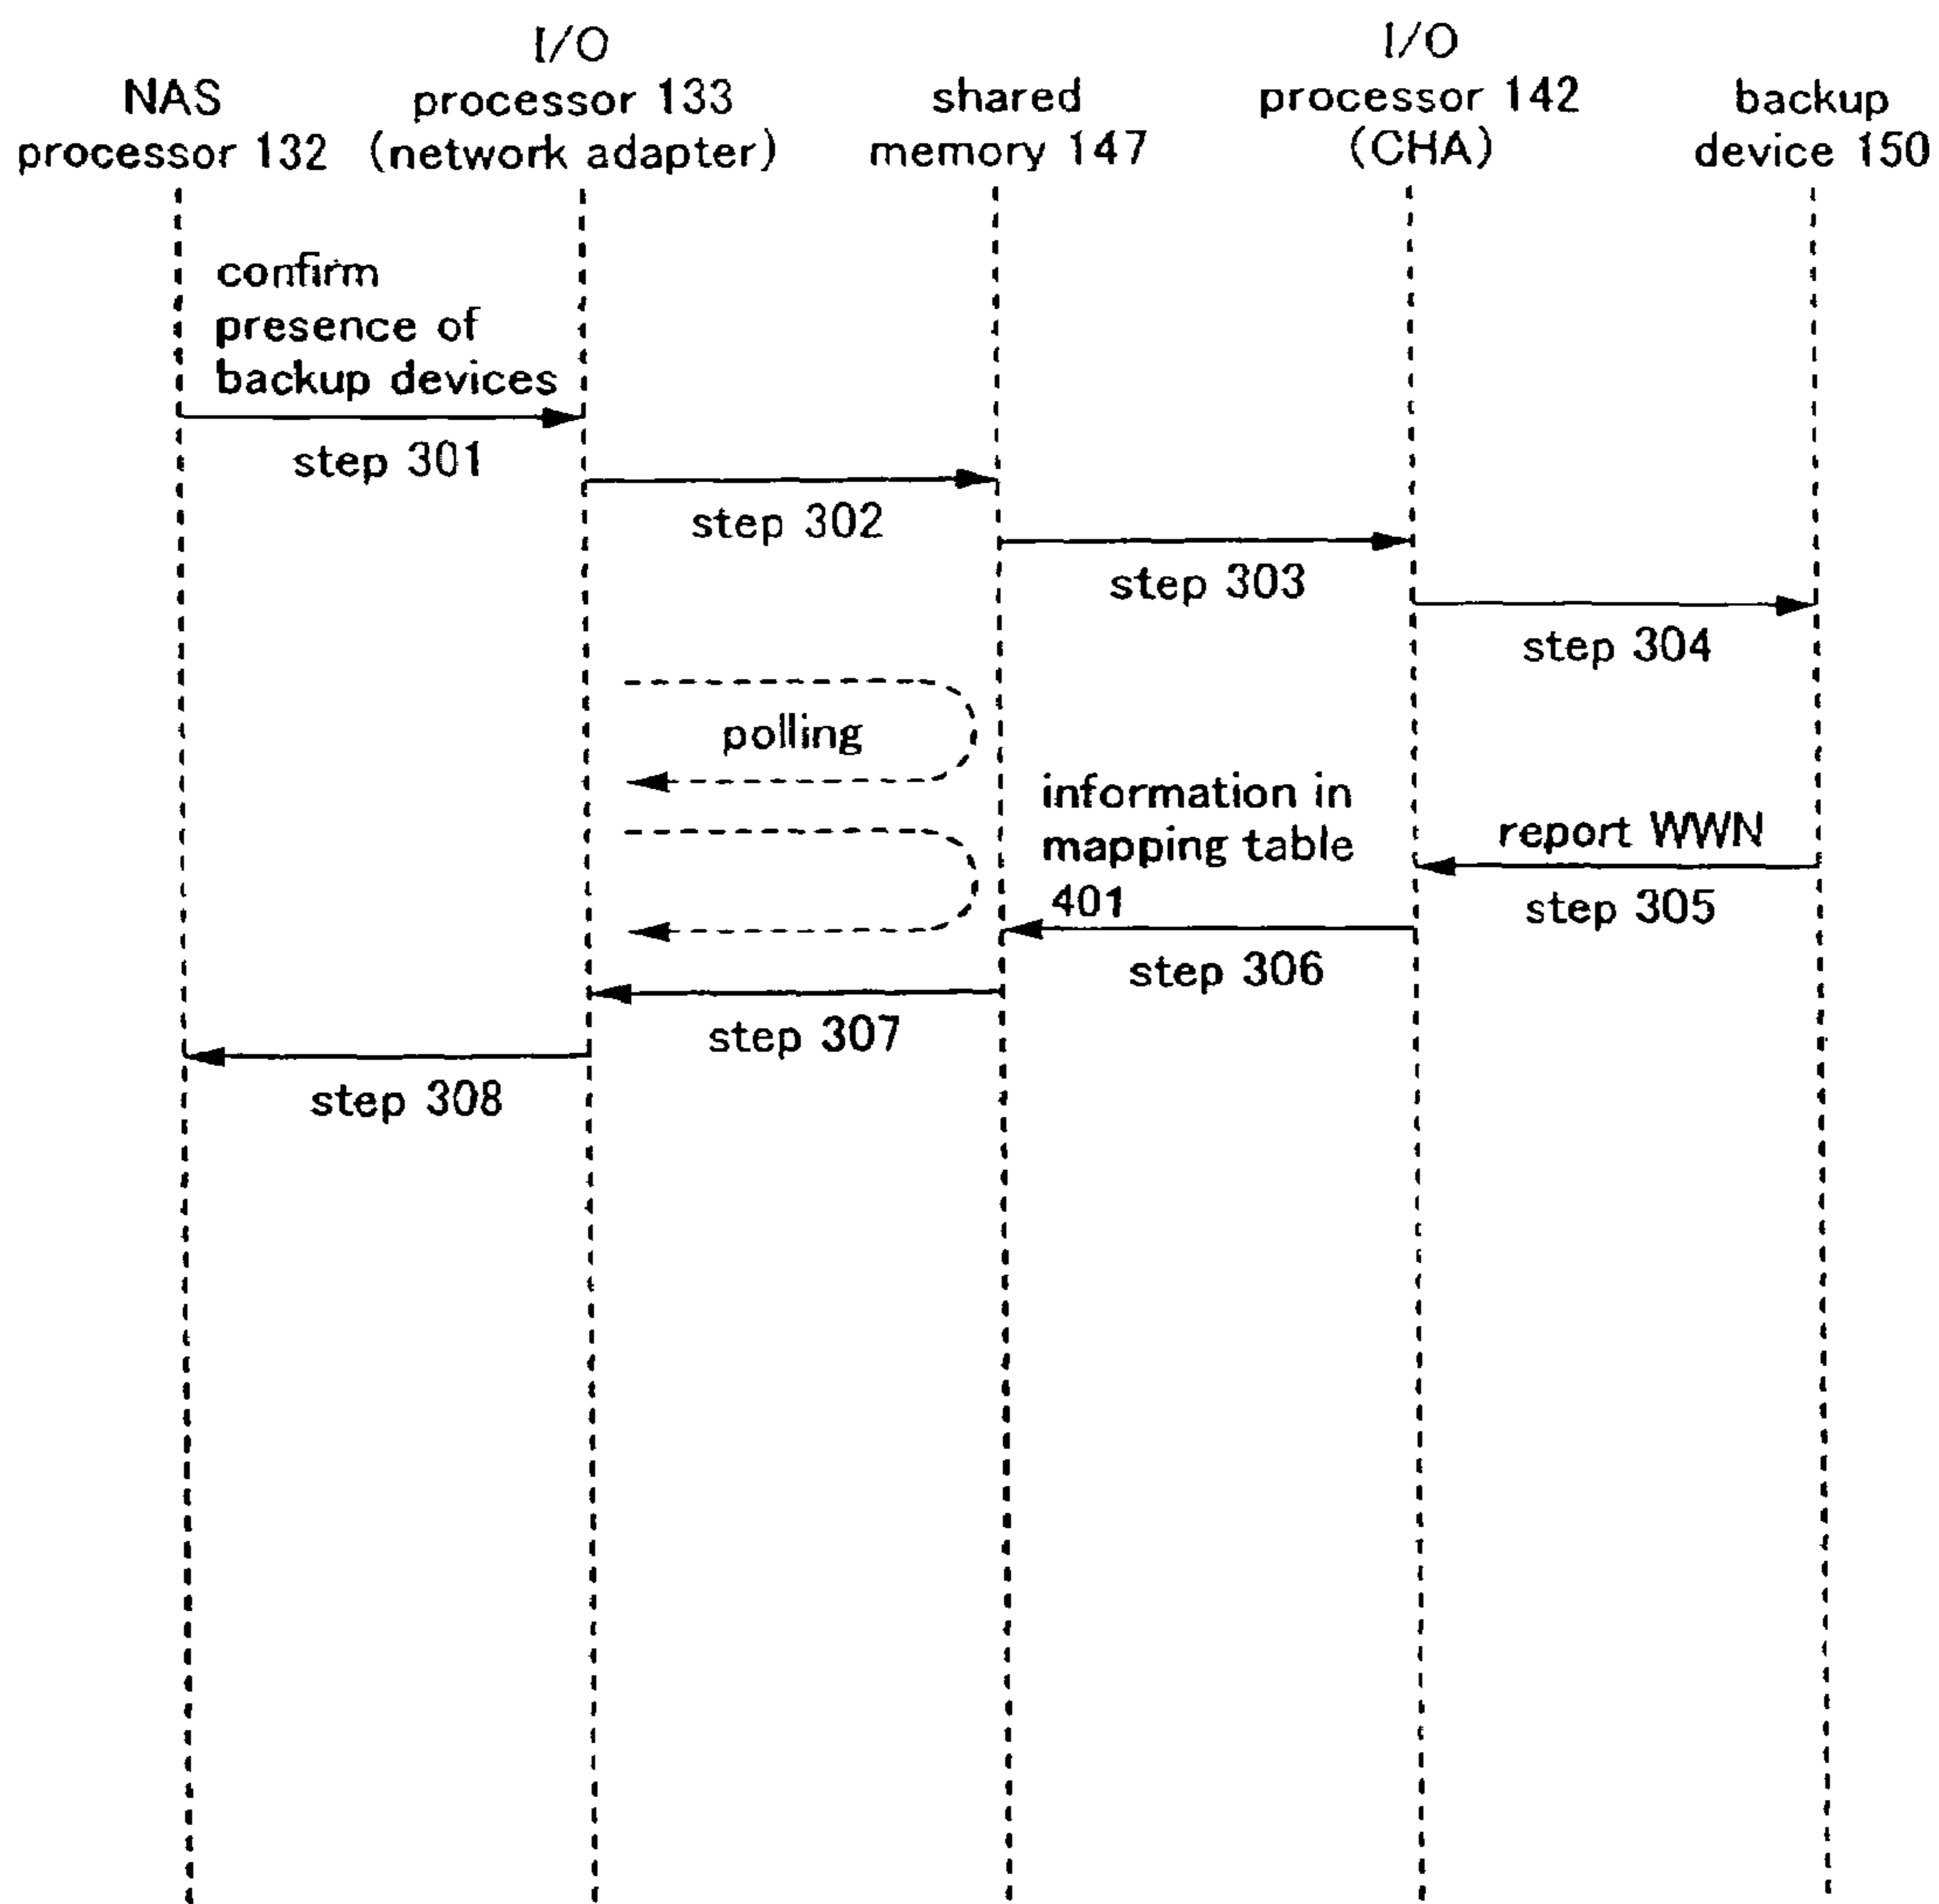 NAS
processor 132
I/O
processor 133
(network adapter)
shared
memory 147
I/O
processor 142
(CHA)
backup
device 150
confirm
presence of
backup devices
step 301
step 302
step 303
step 304
polling
information in
mapping table
401
report WWN
step 305
step 306
step 307
step 308